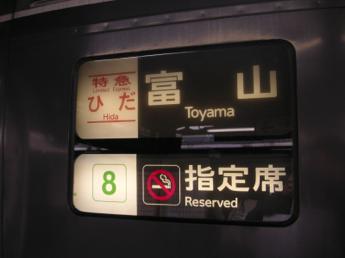 特急
Limited Express
ひだ
Hida
富山
Toyama
8
指定席
Reserved